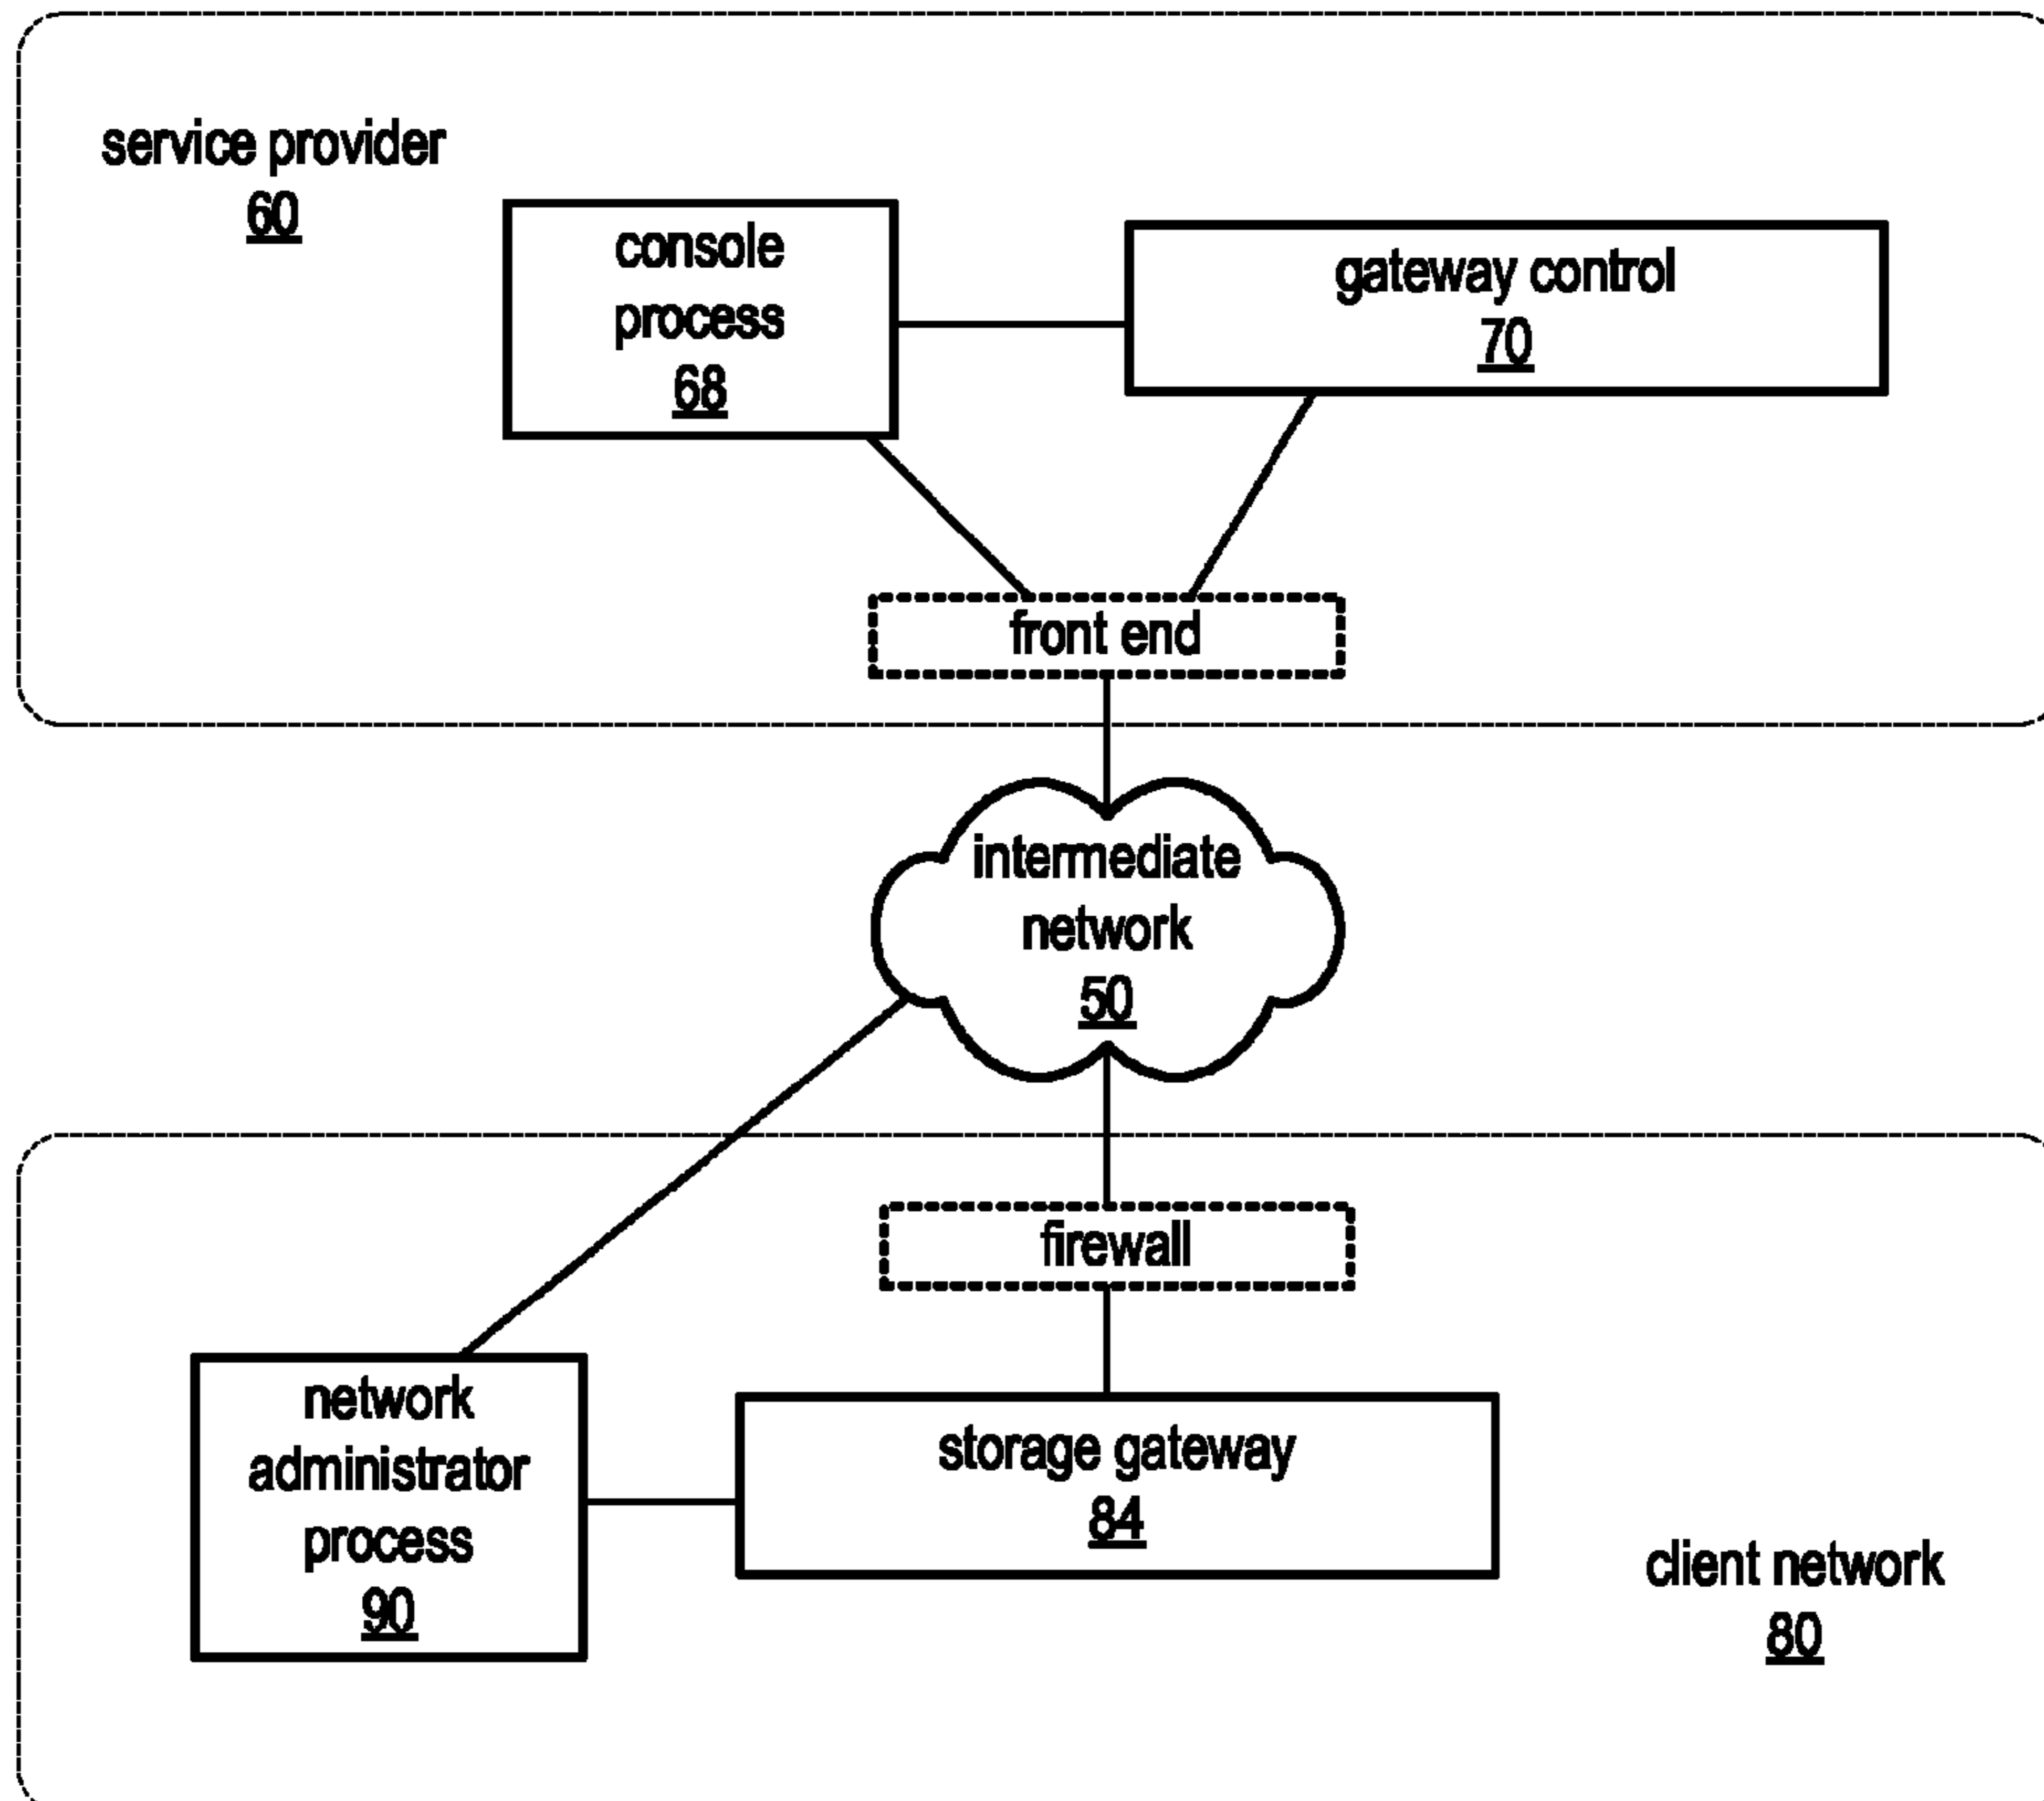 service provider
60
console
process
68
gateway control
70
front end
intermediate
network
50
firewall
network
administrator
process
90
storage gateway
84
client network
80